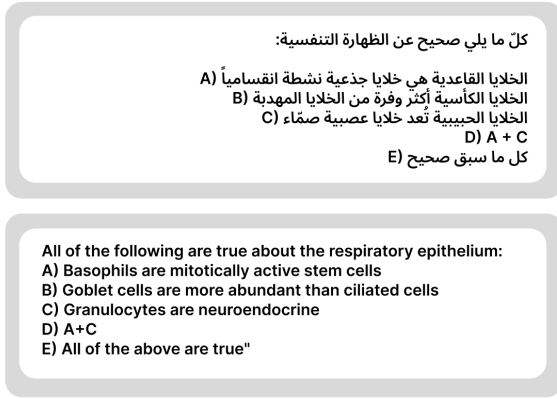 كلّ ما يلي صحيح عن الظهارة التنفسية:
A) الخلايا القاعدية هي خلايا جذعية نشطة انقسامياً
B) الخلايا الكأسية أكثر وفرة من الخلايا المهدبة
C) الخلايا الحبيبية تُعد خلايا عصبية صمّاء
D) A + C
E) كل ما سبق صحيح
All of the following are true about the respiratory epithelium:
A) Basophils are mitotically active stem cells
B) Goblet cells are more abundant than ciliated cells
C) Granulocytes are neuroendocrine
D) A+C
E) All of the above are true"